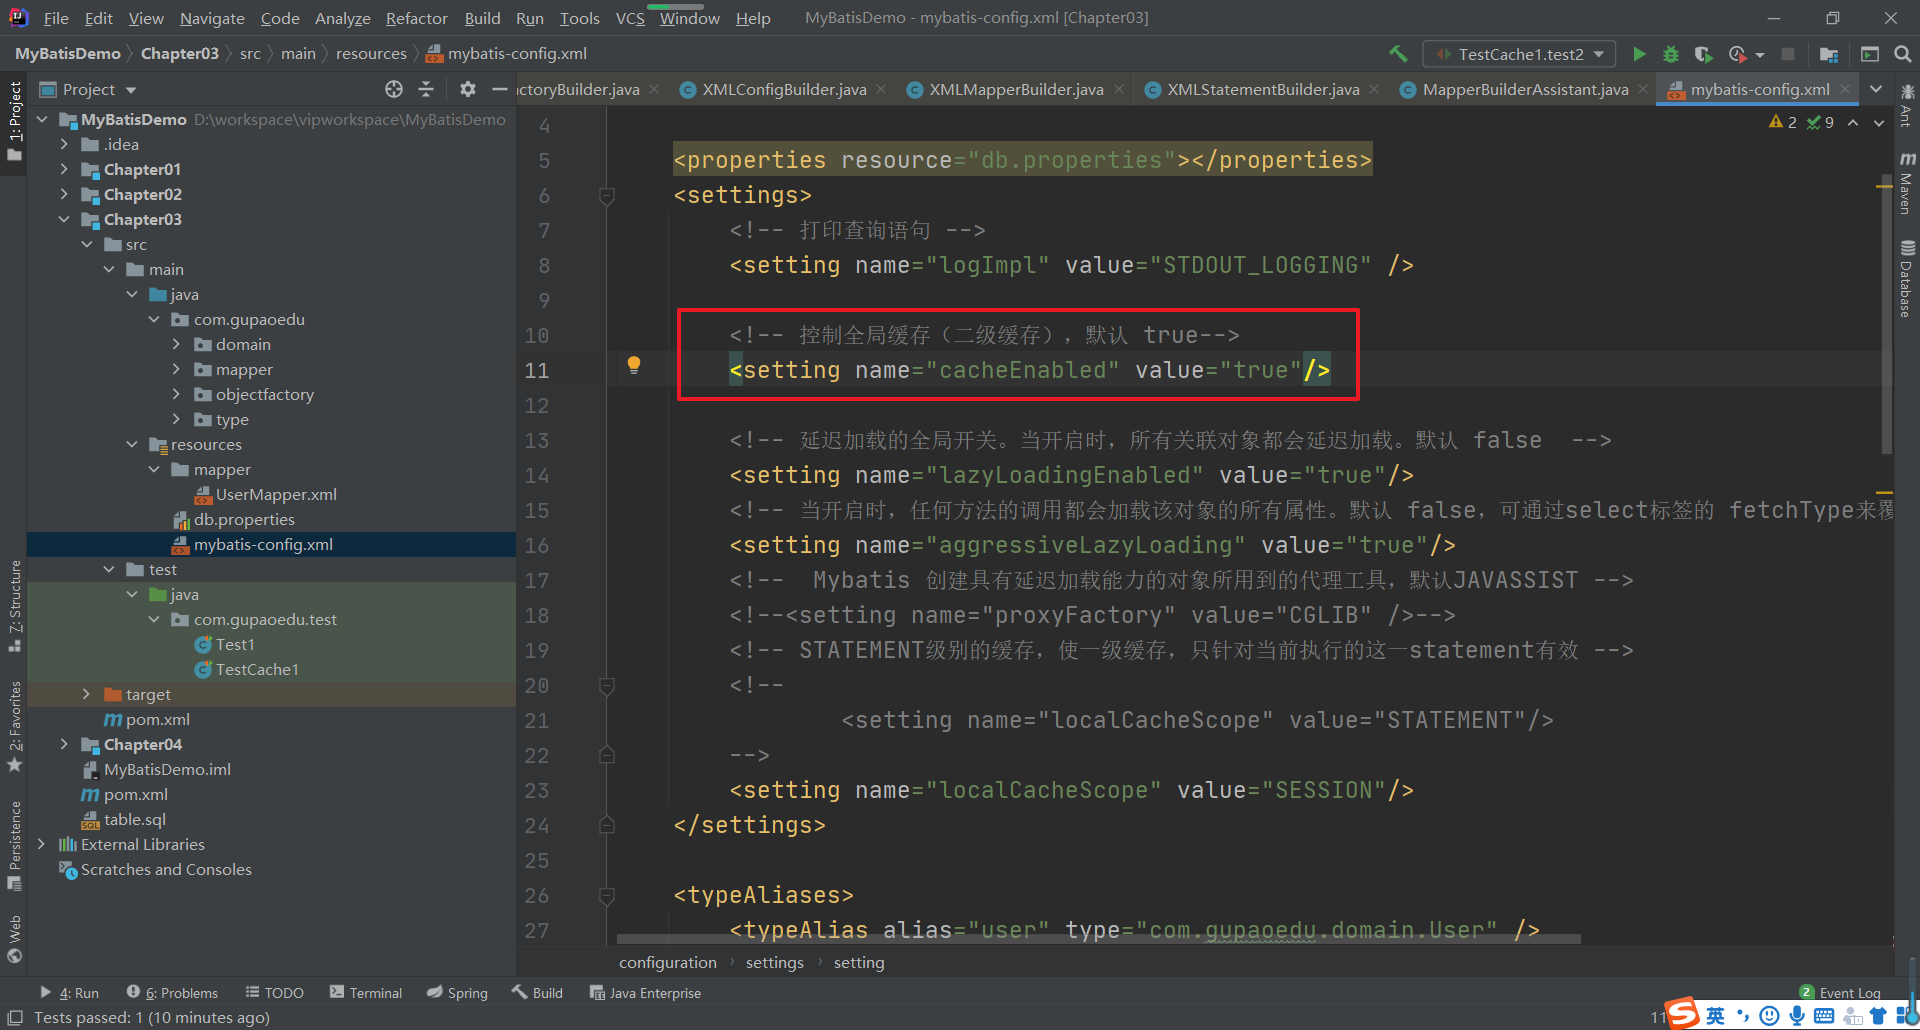 File Edit View Navigate Code Analyze Refactor Build Run Tools VCS Window Help MyBatisDemo - mybatis-config.xml [Chapter03]
MyBatisDemo Chapter03 src main resources mybatis-config.xml TestCache1.test2
1: Project
Project
ctoryBuilder.java XMLConfigBuilder.java XMLMapperBuilder.java XMLStatementBuilder.java MapperBuilderAssistant.java mybatis-config.xml
2 9
MyBatisDemo D:\workspace\vipworkspace\MyBatisDemo
.idea
Chapter01
Chapter02
Chapter03
src
main
java
com.gupaoedu
domain
mapper
objectfactory
type
resources
mapper
UserMapper.xml
db.properties
mybatis-config.xml
test
java
com.gupaoedu.test
Test1
TestCache1
target
pom.xml
Chapter04
MyBatisDemo.iml
pom.xml
table.sql
External Libraries
Scratches and Consoles
7: Structure
2: Favorites
Persistence
Web
4
5 <properties resource="db.properties"></properties>
6 <settings>
7 <!-- 打印查询语句 -->
8 <setting name="logImpl" value="STDOUT_LOGGING" />
9
10 <!-- 控制全局缓存（二级缓存），默认 true-->
11 <setting name="cacheEnabled" value="true"/>
12
13 <!-- 延迟加载的全局开关。当开启时，所有关联对象都会延迟加载。默认 false  -->
14 <setting name="lazyLoadingEnabled" value="true"/>
15 <!-- 当开启时，任何方法的调用都会加载该对象的所有属性。默认 false，可通过select标签的 fetchType来覆
16 <setting name="aggressiveLazyLoading" value="true"/>
17 <!--  Mybatis 创建具有延迟加载能力的对象所用到的代理工具，默认JAVASSIST -->
18 <!--<setting name="proxyFactory" value="CGLIB" />-->
19 <!-- STATEMENT级别的缓存，使一级缓存，只针对当前执行的这一statement有效 -->
20 <!--
21 <setting name="localCacheScope" value="STATEMENT"/>
22 -->
23 <setting name="localCacheScope" value="SESSION"/>
24 </settings>
25
26 <typeAliases>
27 <typeAlias alias="user" type="com.gupaoedu.domain.User" />
configuration settings setting
Ant
Maven
Database
4: Run 6: Problems TODO Terminal Spring Build Java Enterprise 2 Event Log
Tests passed: 1 (10 minutes ago) 11
S 英